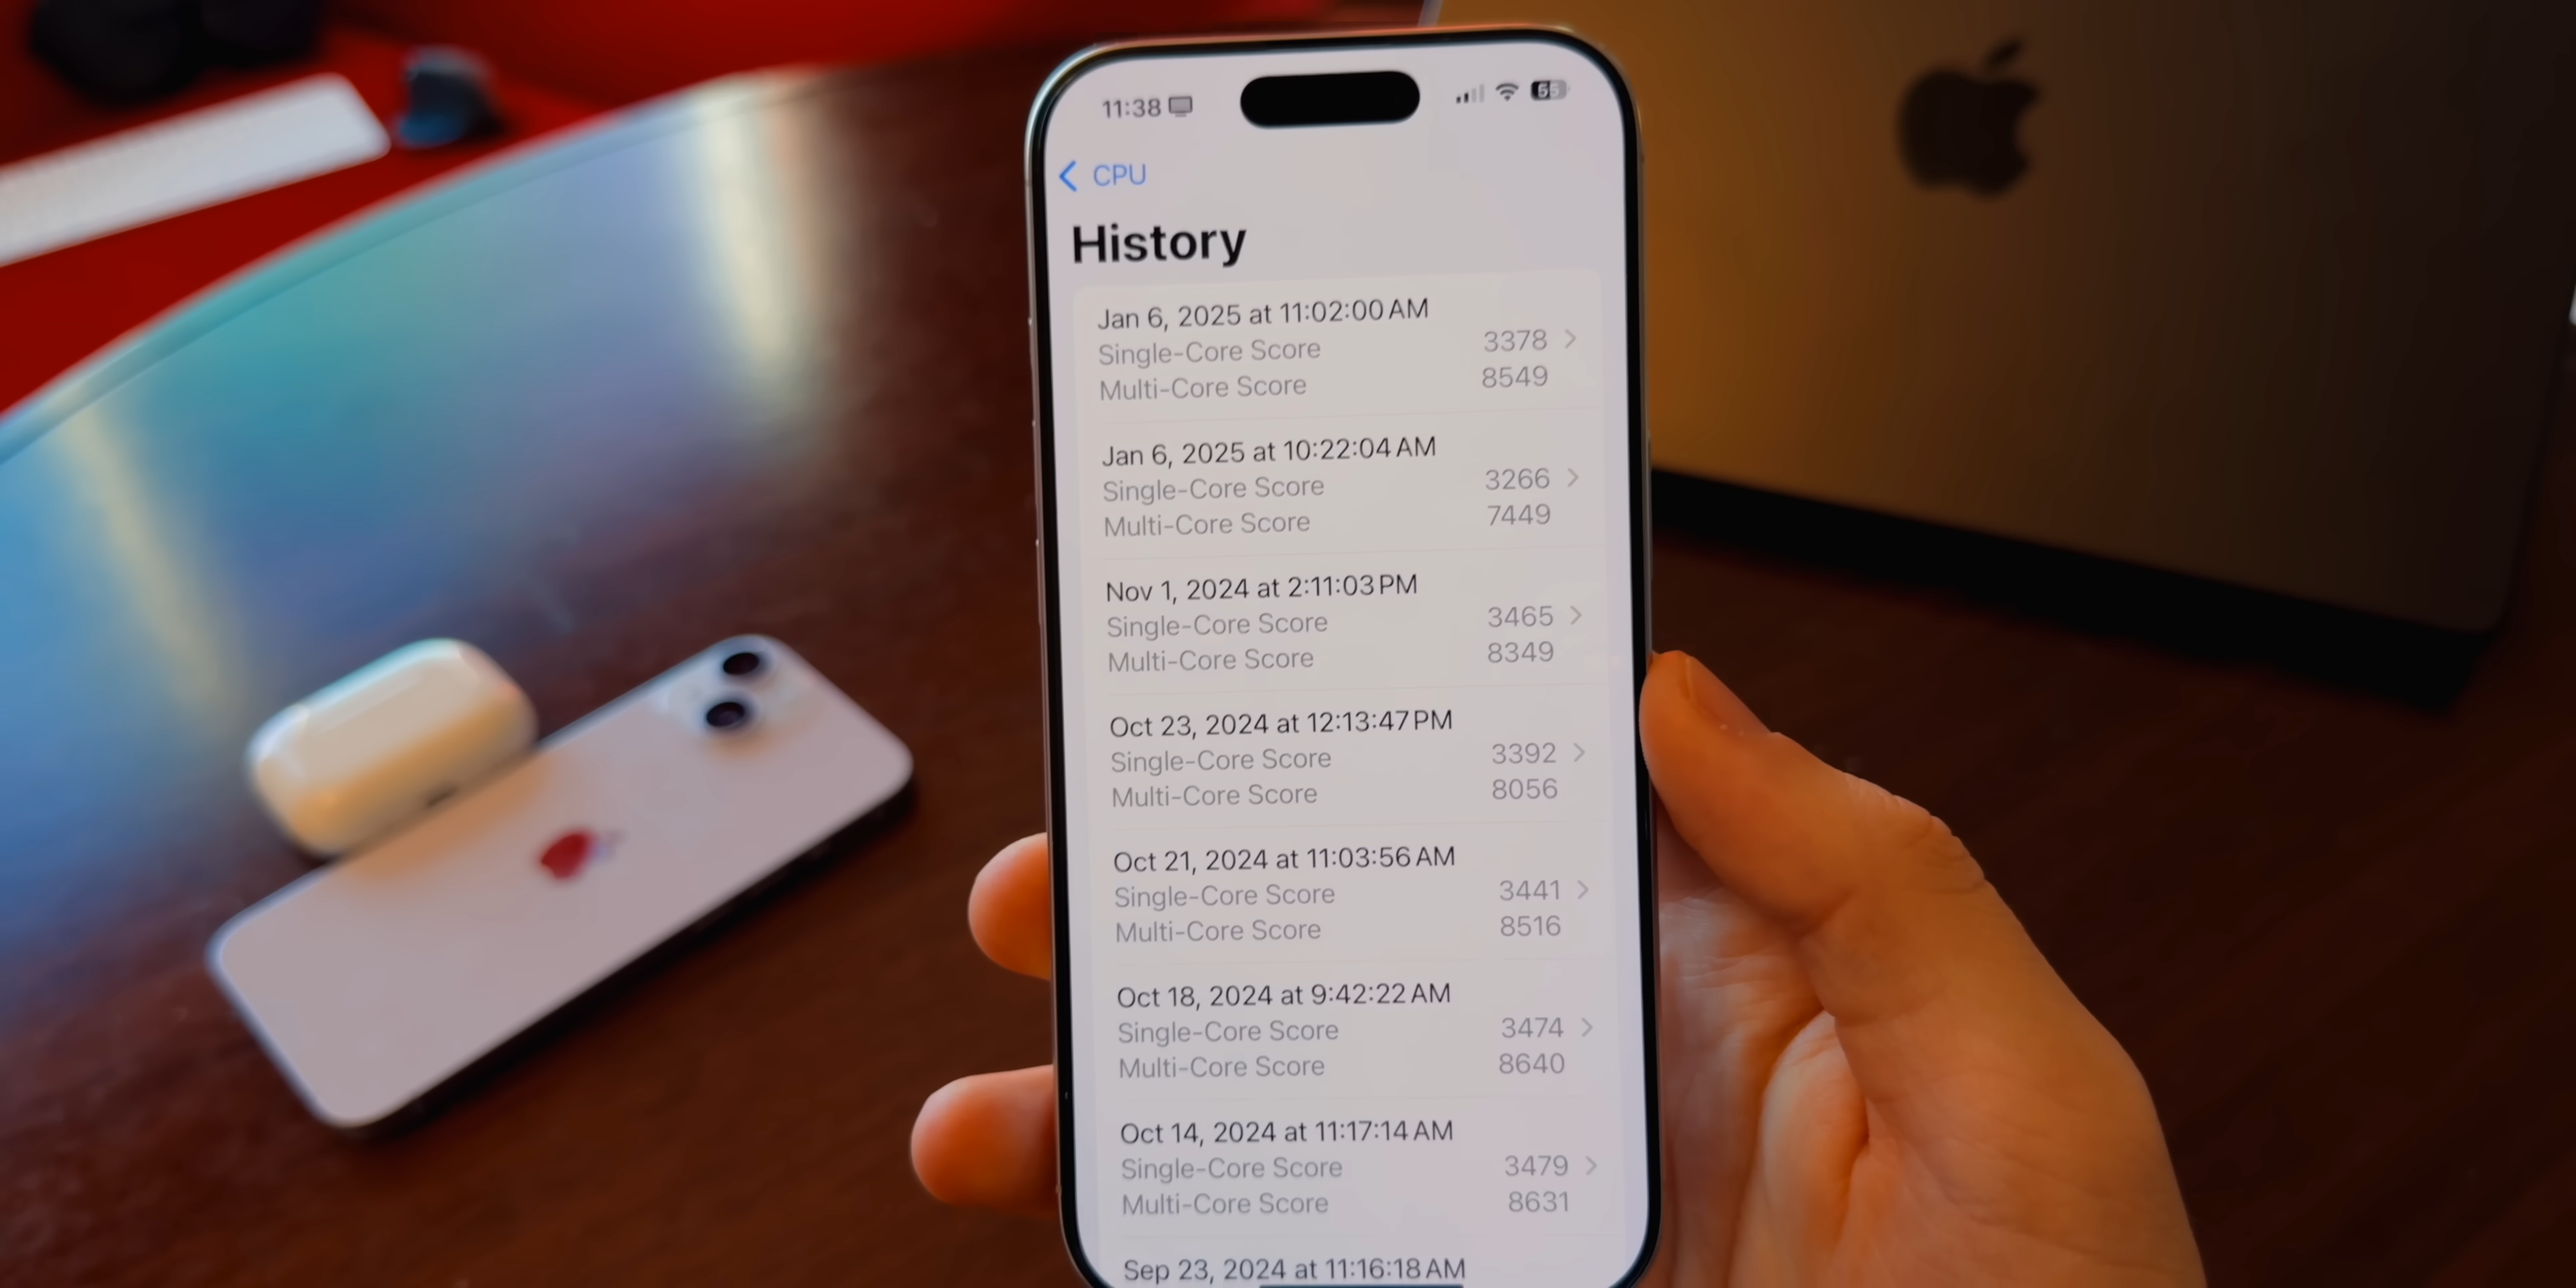 11:38
55
CPU
History
Jan 6, 2025 at 11:02:00 AM
Single-Core Score 3378
Multi-Core Score 8549
Jan 6, 2025 at 10:22:04 AM
Single-Core Score 3266
Multi-Core Score 7449
Nov 1, 2024 at 2:11:03 PM
Single-Core Score 3465
Multi-Core Score 8349
Oct 23, 2024 at 12:13:47 PM
Single-Core Score 3392
Multi-Core Score 8056
Oct 21, 2024 at 11:03:56 AM
Single-Core Score 3441
Multi-Core Score 8516
Oct 18, 2024 at 9:42:22 AM
Single-Core Score 3474
Multi-Core Score 8640
Oct 14, 2024 at 11:17:14 AM
Single-Core Score 3479
Multi-Core Score 8631
Sep 23, 2024 at 11:16:18 AM